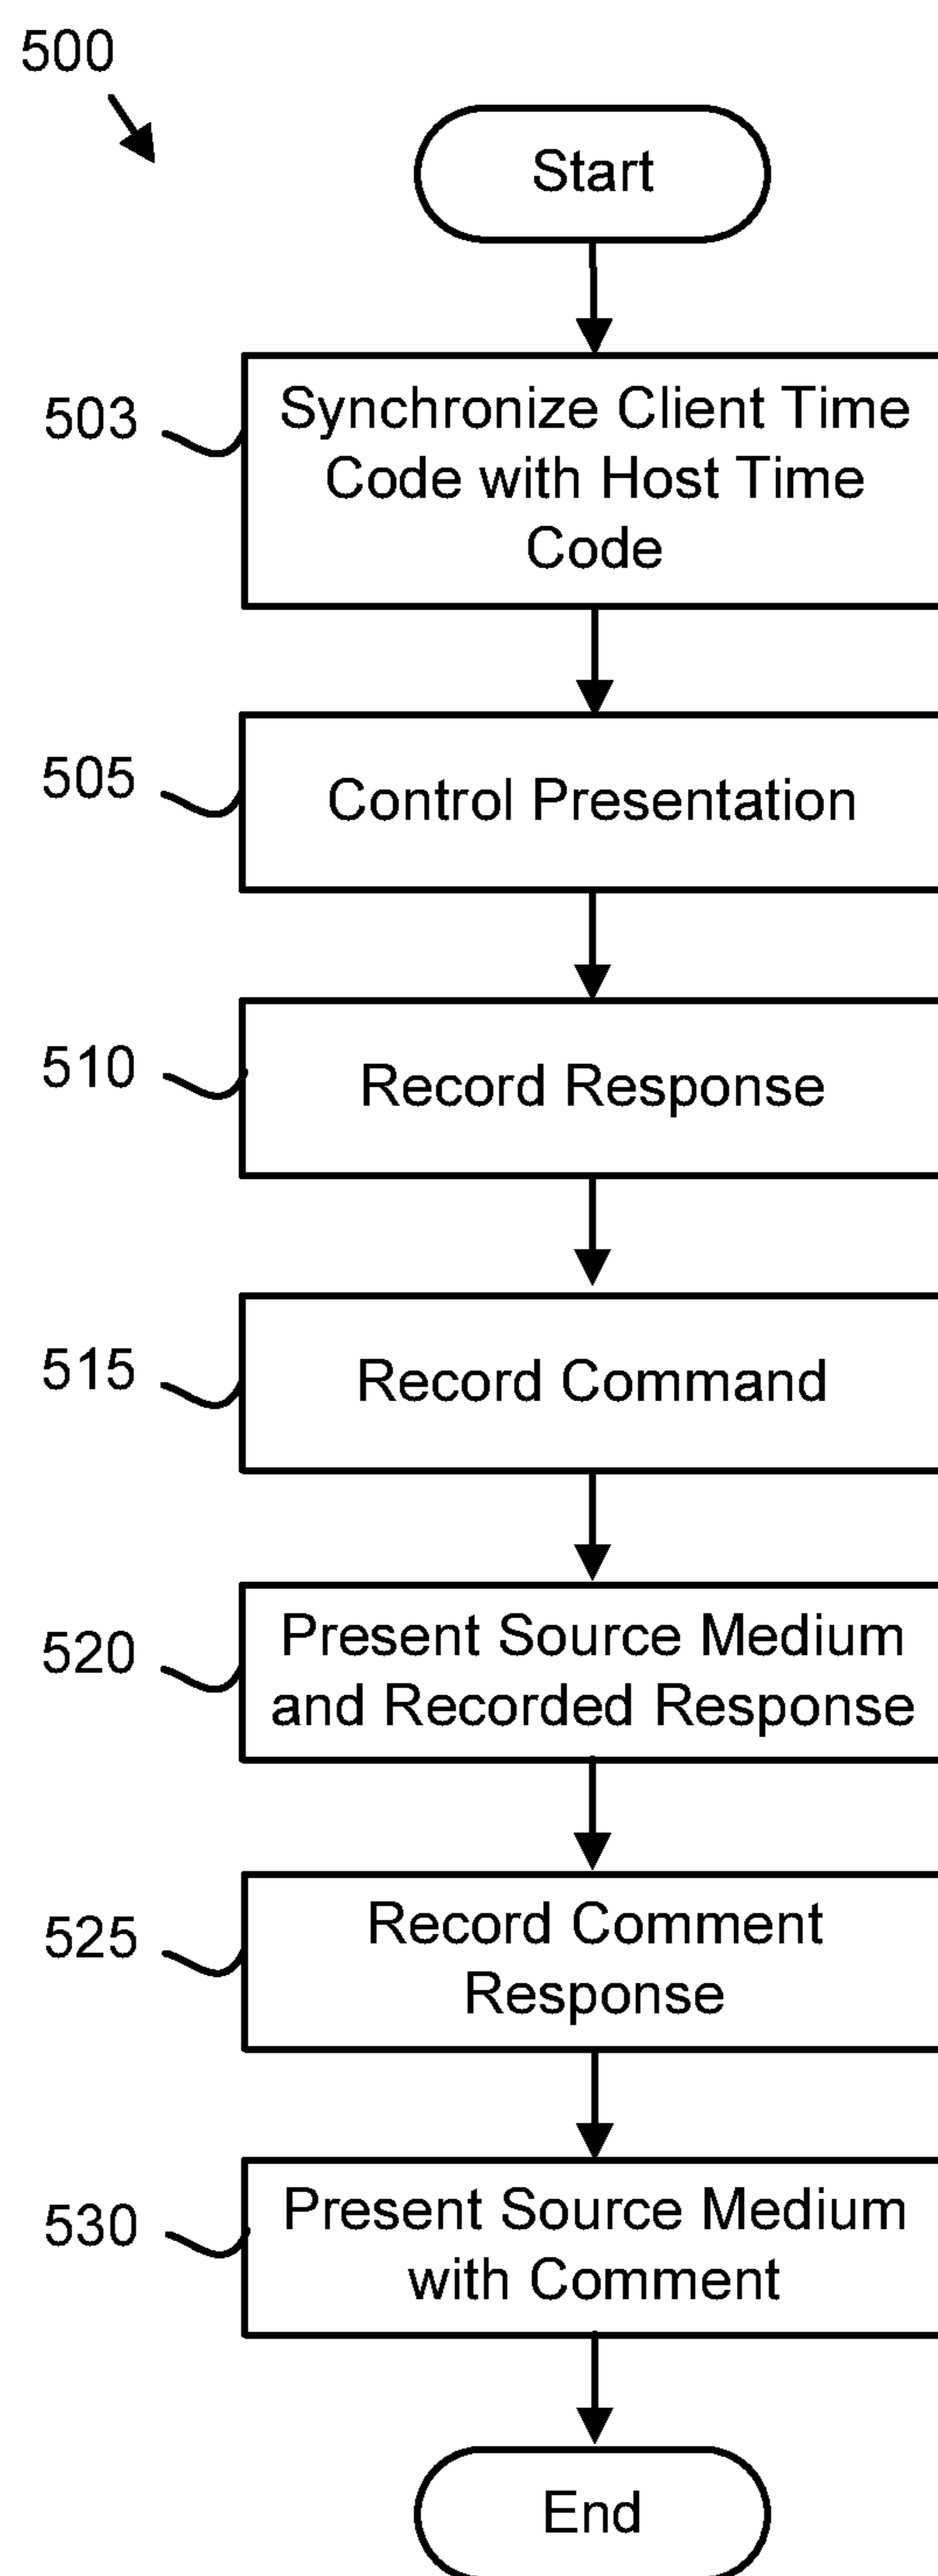 500
Start
503
Synchronize Client Time
Code with Host Time
Code
505
Control Presentation
510
Record Response
515
Record Command
520
Present Source Medium
and Recorded Response
525
Record Comment
Response
530
Present Source Medium
with Comment
End